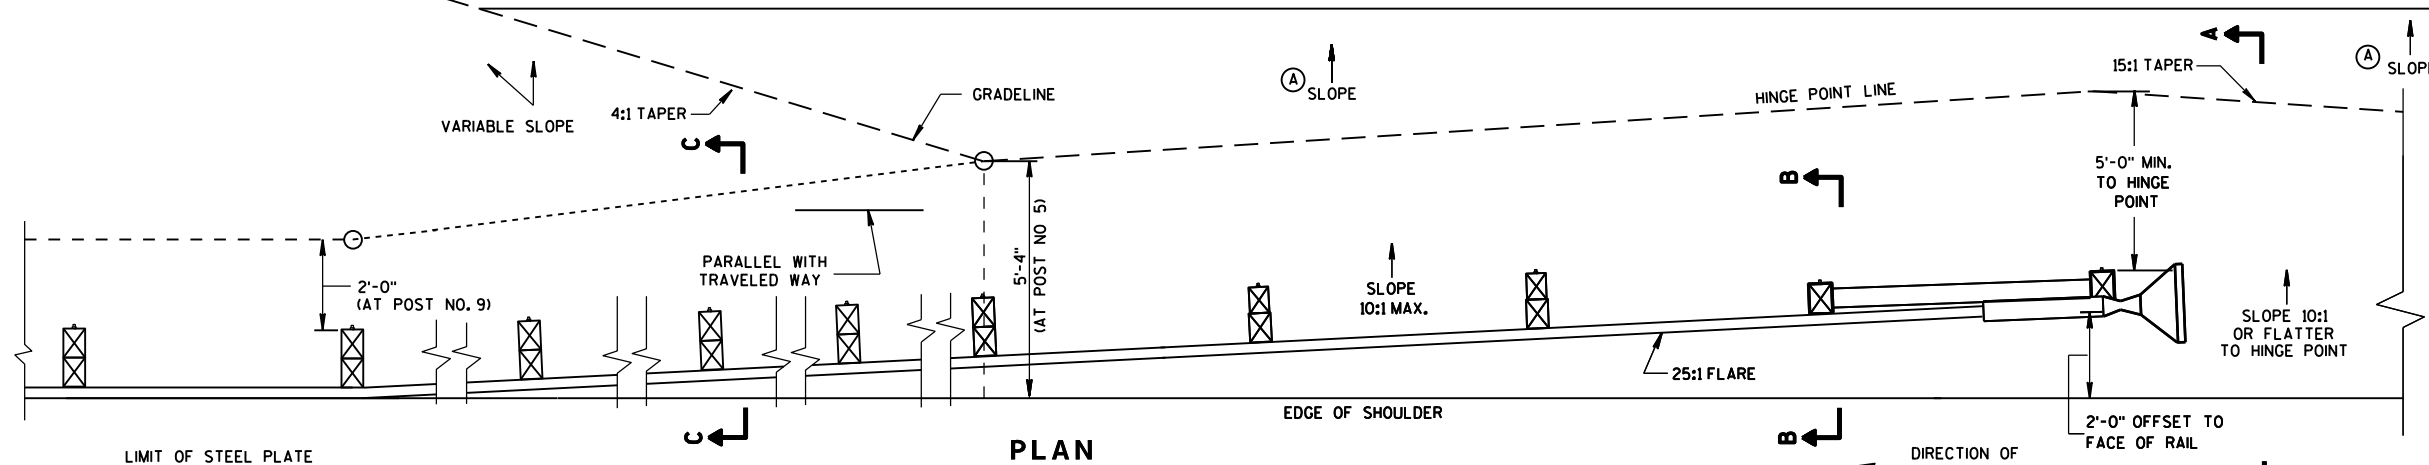 A
15:1 TAPER
A
SLOPE
A
SLOPE
HINGE POINT LINE
GRADELINE
4:1 TAPER
VARIABLE SLOPE
C
B
5'-0" MIN.
TO HINGE
POINT
5'-4"
(AT POST NO 5)
PARALLEL WITH
TRAVELED WAY
2'-0"
(AT POST NO. 9)
SLOPE
10:1 MAX.
SLOPE 10:1
OR FLATTER
TO HINGE POINT
25:1 FLARE
EDGE OF SHOULDER
2'-0" OFFSET TO
FACE OF RAIL
C
B
PLAN
LIMIT OF STEEL PLATE
DIRECTION OF